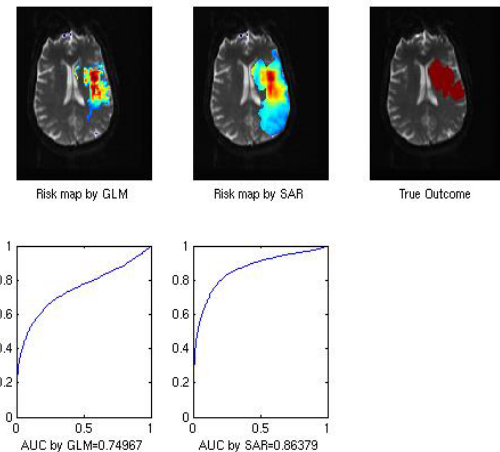 Risk map by GLM
Risk map by SAR
True Outcome
1
0.8
0.6
0.4
0.2
0
0 0.5 1
AUC by GLM=0.74967
1
0.8
0.6
0.4
0.2
0
0 0.5 1
AUC by SAR=0.86379